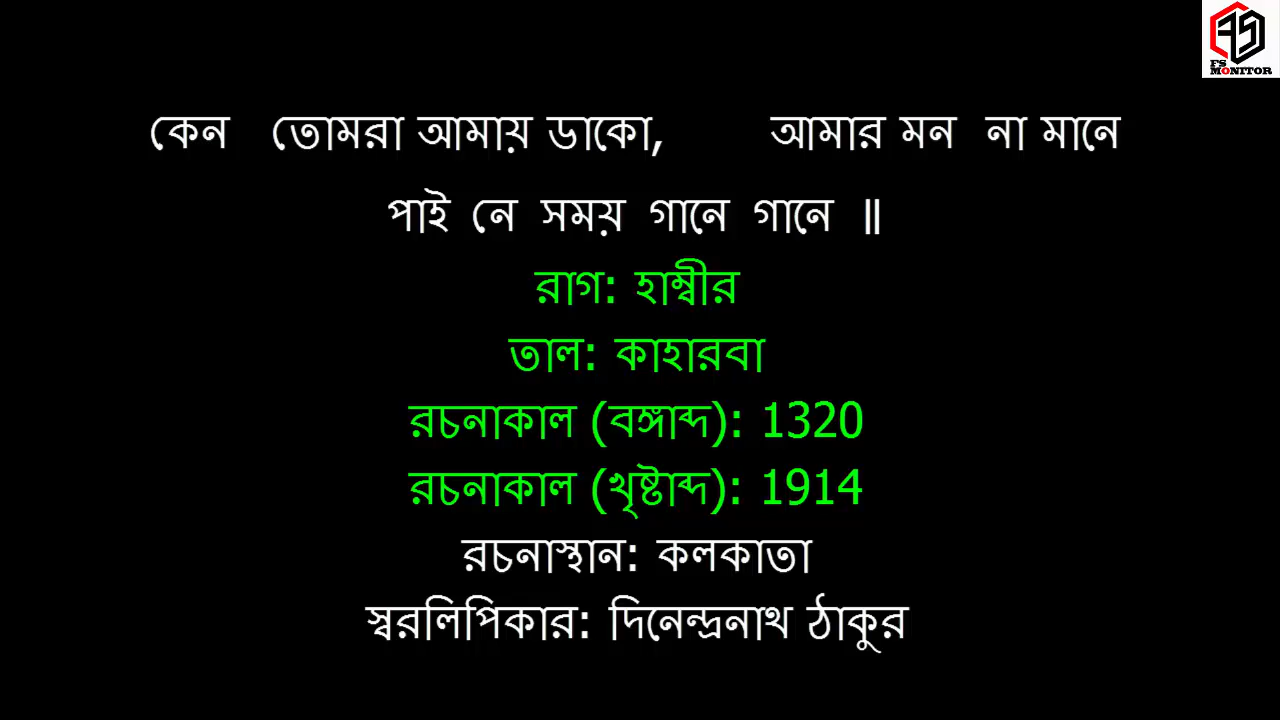 FS
MONITOR
কেন তোমরা আমায় ডাকো, আমার মন না মানে
পাই নে সময় গানে গানে ॥
রাগ: হাম্বীর
তাল: কাহারবা
রচনাকাল (বঙ্গাব্দ): 1320
রচনাকাল (খৃষ্টাব্দ): 1914
রচনাস্থান: কলকাতা
স্বরলিপিকার: দিনেন্দ্রনাথ ঠাকুর